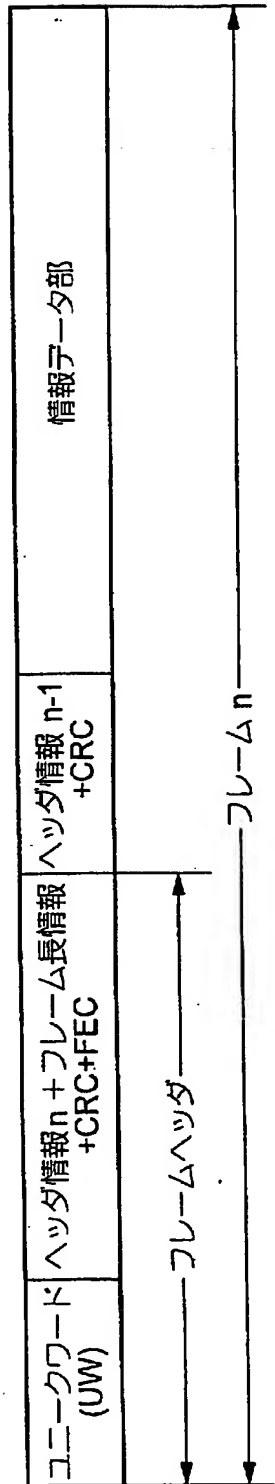 ユニークワード
(UW)
ヘッダ情報n+フレーム長情報
+CRC+FEC
ヘッダ情報 n-1
+CRC
情報データ部
フレームヘッダ
フレームn